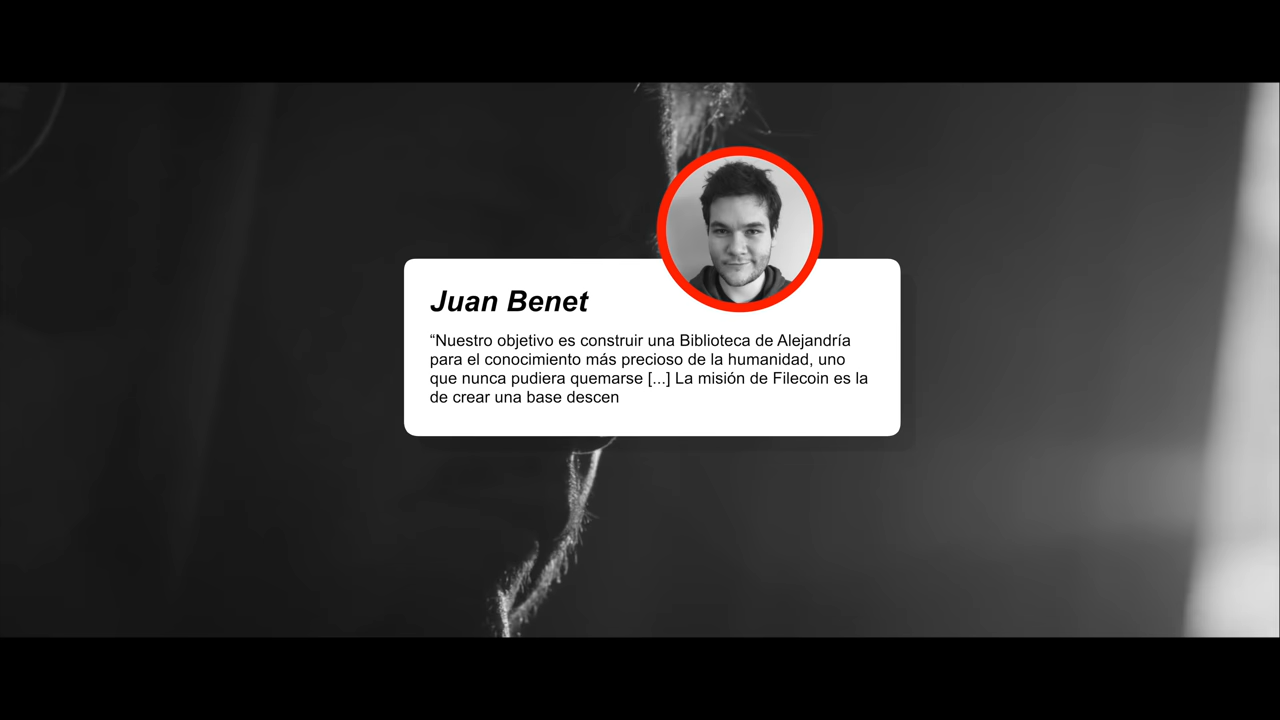 Juan Benet
“Nuestro objetivo es construir una Biblioteca de Alejandría
para el conocimiento más precioso de la humanidad, uno
que nunca pudiera quemarse [...] La misión de Filecoin es la
de crear una base descen